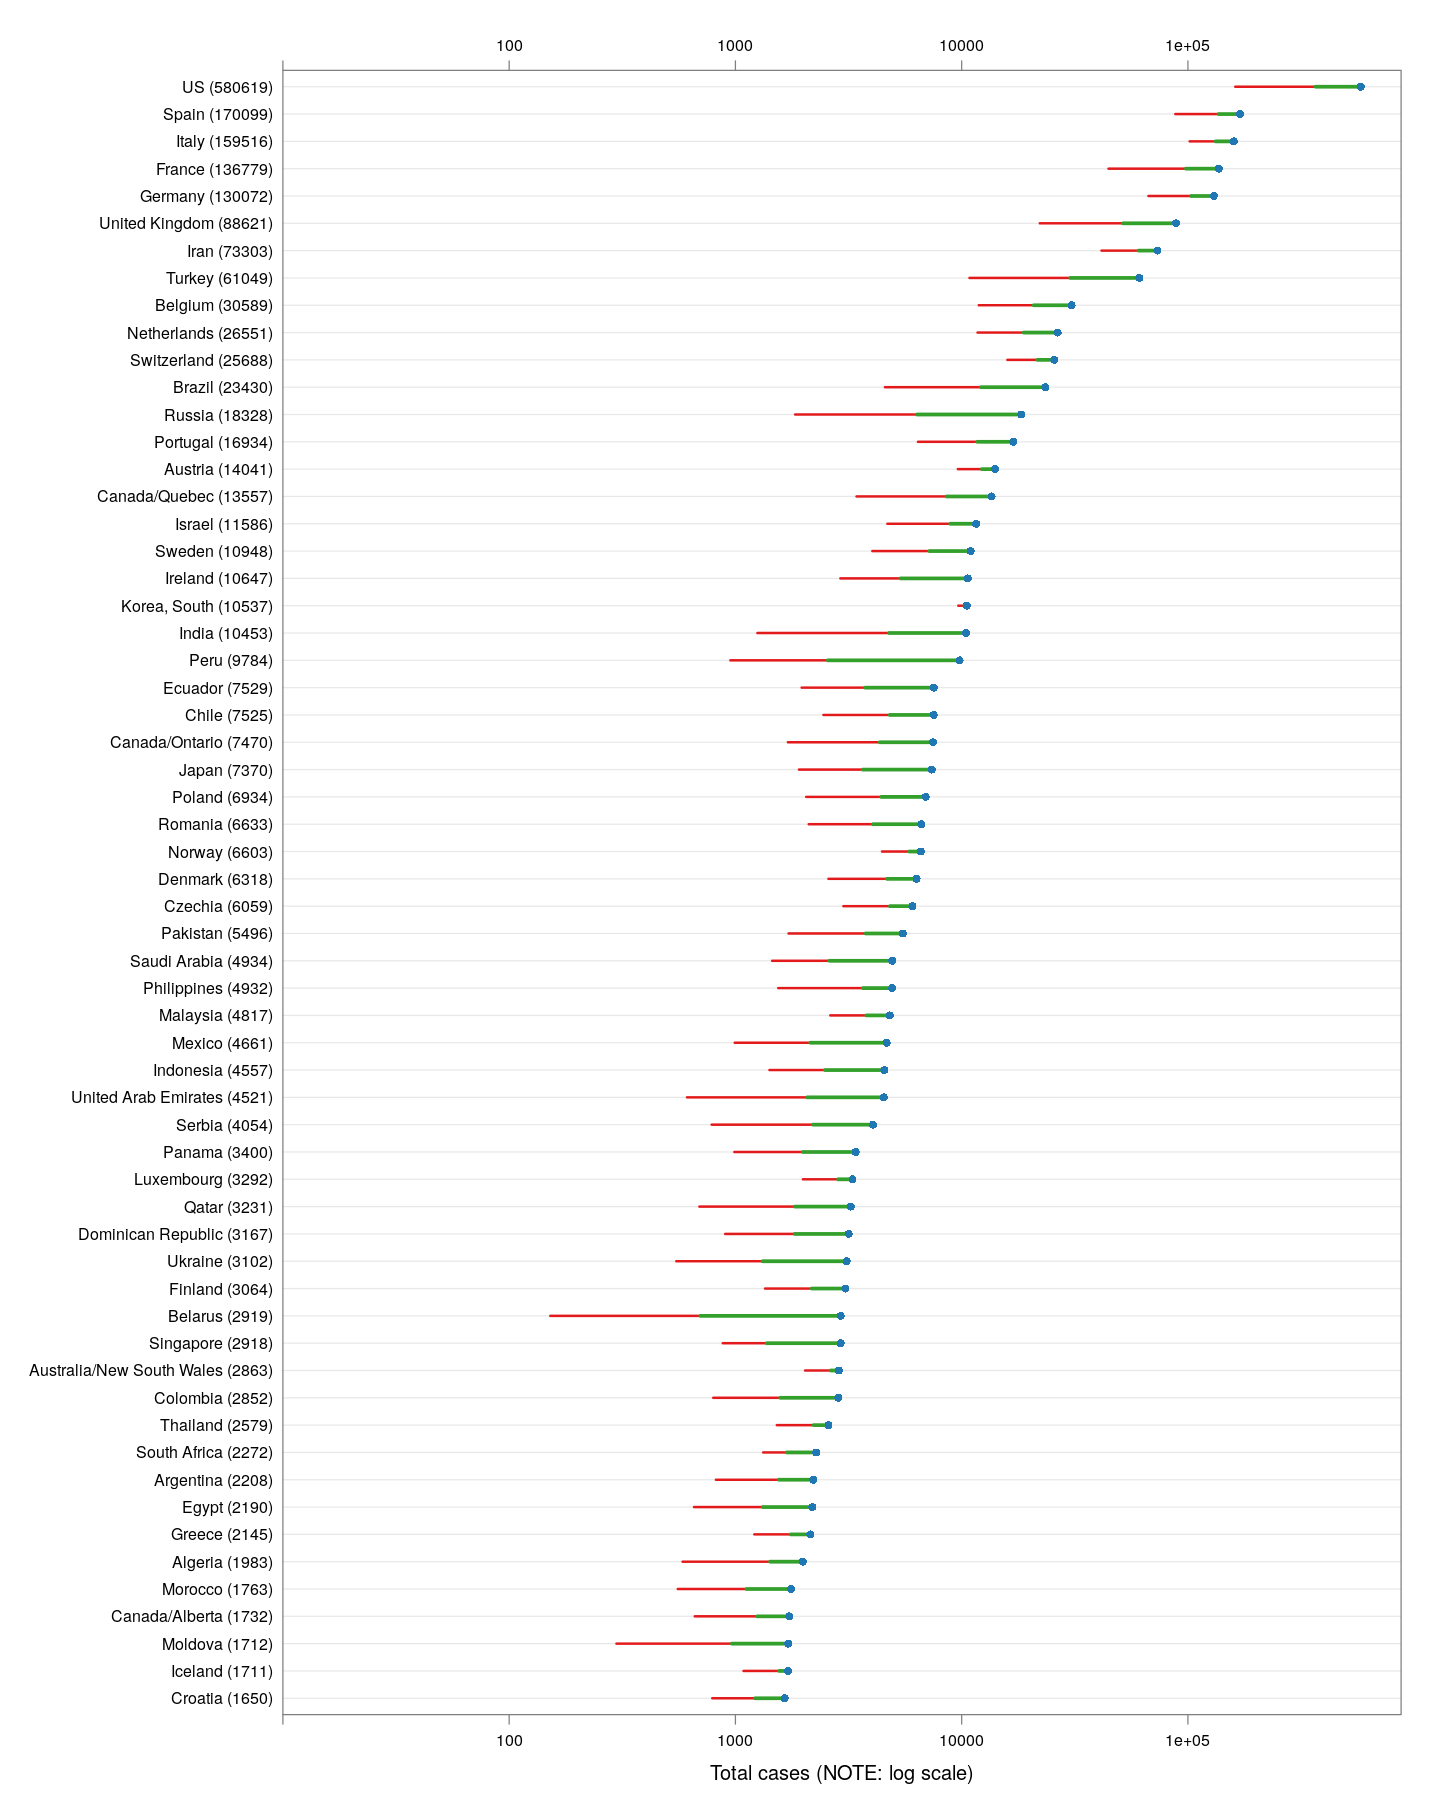 100 1000 10000 1e+05
US (580619)
Spain (170099)
Italy (159516)
France (136779)
Germany (130072)
United Kingdom (88621)
Iran (73303)
Turkey (61049)
Belgium (30589)
Netherlands (26551)
Switzerland (25688)
Brazil (23430)
Russia (18328)
Portugal (16934)
Austria (14041)
Canada/Quebec (13557)
Israel (11586)
Sweden (10948)
Ireland (10647)
Korea, South (10537)
India (10453)
Peru (9784)
Ecuador (7529)
Chile (7525)
Canada/Ontario (7470)
Japan (7370)
Poland (6934)
Romania (6633)
Norway (6603)
Denmark (6318)
Czechia (6059)
Pakistan (5496)
Saudi Arabia (4934)
Philippines (4932)
Malaysia (4817)
Mexico (4661)
Indonesia (4557)
United Arab Emirates (4521)
Serbia (4054)
Panama (3400)
Luxembourg (3292)
Qatar (3231)
Dominican Republic (3167)
Ukraine (3102)
Finland (3064)
Belarus (2919)
Singapore (2918)
Australia/New South Wales (2863)
Colombia (2852)
Thailand (2579)
South Africa (2272)
Argentina (2208)
Egypt (2190)
Greece (2145)
Algeria (1983)
Morocco (1763)
Canada/Alberta (1732)
Moldova (1712)
Iceland (1711)
Croatia (1650)
100 1000 10000 1e+05
Total cases (NOTE: log scale)